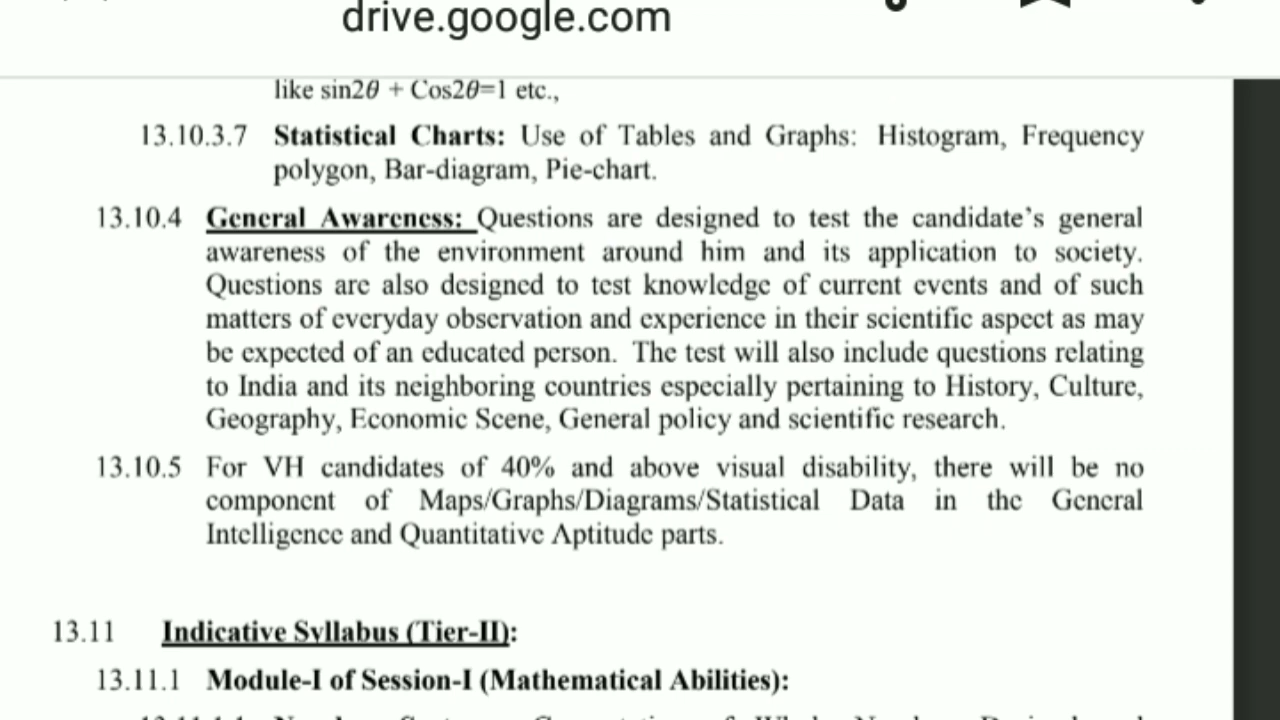 drive.google.com
like sin2θ + Cos2θ=1 etc.,
13.10.3.7 Statistical Charts: Use of Tables and Graphs: Histogram, Frequency
polygon, Bar-diagram, Pie-chart.
13.10.4 General Awareness: Questions are designed to test the candidate’s general
awareness of the environment around him and its application to society.
Questions are also designed to test knowledge of current events and of such
matters of everyday observation and experience in their scientific aspect as may
be expected of an educated person. The test will also include questions relating
to India and its neighboring countries especially pertaining to History, Culture,
Geography, Economic Scene, General policy and scientific research.
13.10.5 For VH candidates of 40% and above visual disability, there will be no
component of Maps/Graphs/Diagrams/Statistical Data in the General
Intelligence and Quantitative Aptitude parts.
13.11 Indicative Syllabus (Tier-II):
13.11.1 Module-I of Session-I (Mathematical Abilities):